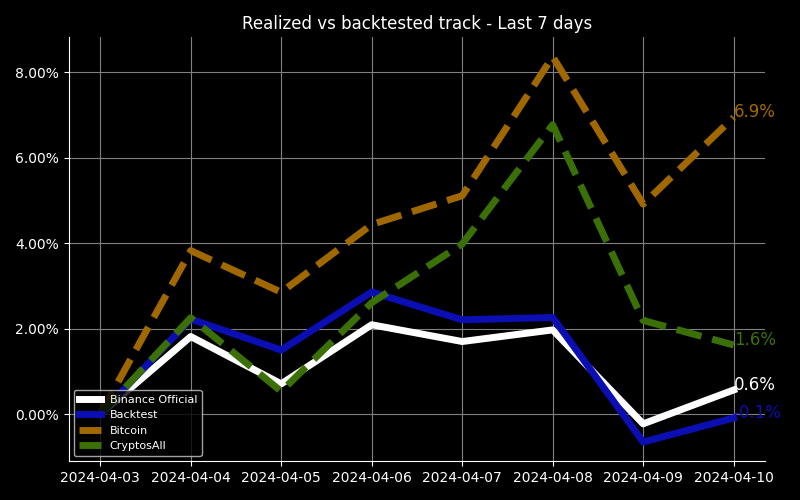 Realized vs backtested track - Last 7 days
8.00%
6.00%
4.00%
2.00%
0.00%
6.9%
1.6%
0.6%
-0.1%
Binance Official
Backtest
Bitcoin
CryptosAll
2024-04-03 2024-04-04 2024-04-05 2024-04-06 2024-04-07 2024-04-08 2024-04-09 2024-04-10